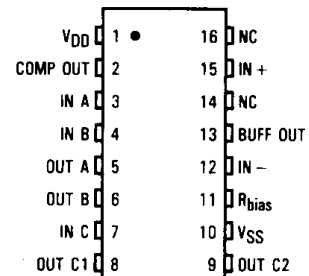 VDD 1 16 NC
COMP OUT 2 15 IN +
IN A 3 14 NC
IN B 4 13 BUFF OUT
OUT A 5 12 IN −
OUT B 6 11 Rbias
IN C 7 10 VSS
OUT C1 8 9 OUT C2